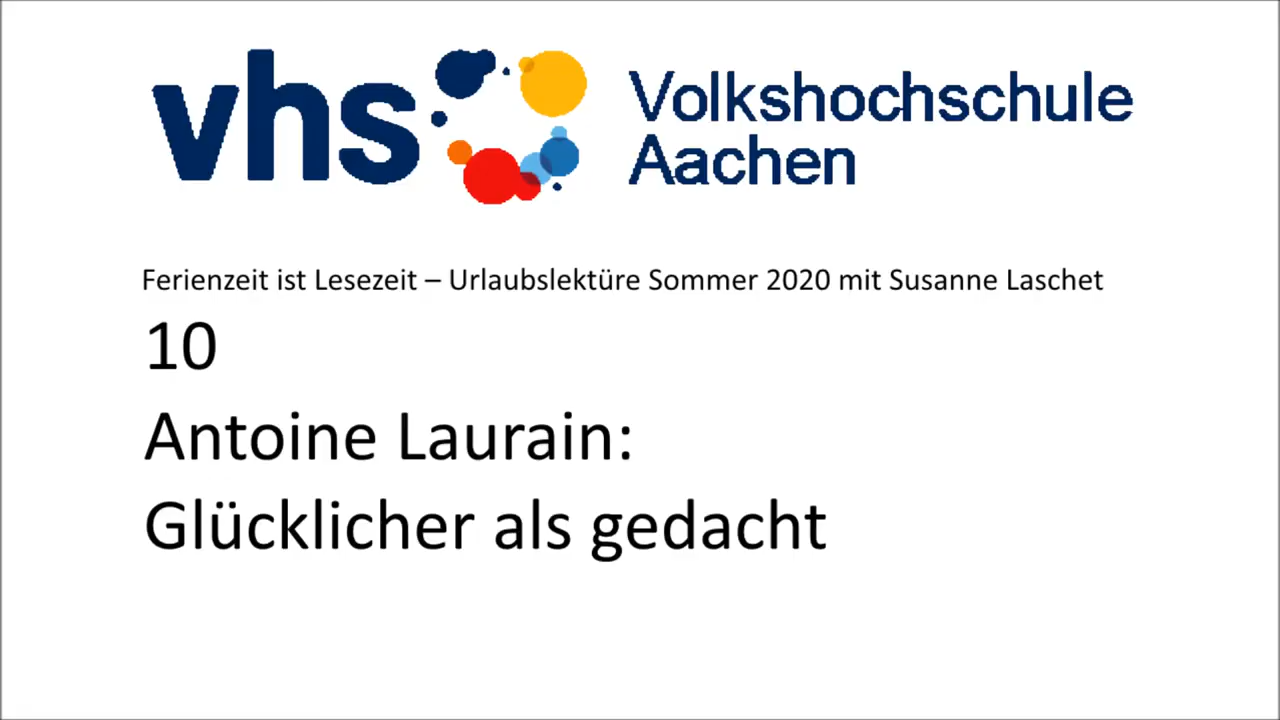 vhs
Volkshochschule
Aachen
Ferienzeit ist Lesezeit – Urlaubslektüre Sommer 2020 mit Susanne Laschet
10
Antoine Laurain:
Glücklicher als gedacht